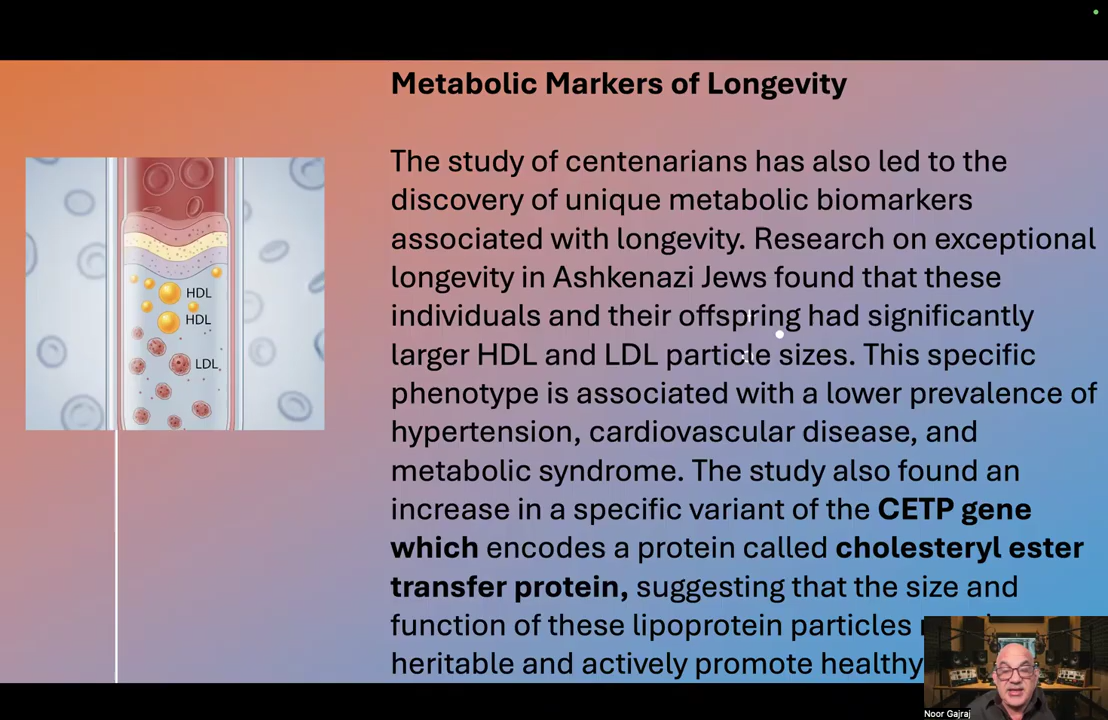 Metabolic Markers of Longevity
The study of centenarians has also led to the
discovery of unique metabolic biomarkers
associated with longevity. Research on exceptional
longevity in Ashkenazi Jews found that these
individuals and their offspring had significantly
larger HDL and LDL particle sizes. This specific
phenotype is associated with a lower prevalence of
hypertension, cardiovascular disease, and
metabolic syndrome. The study also found an
increase in a specific variant of the CETP gene
which encodes a protein called cholesteryl ester
transfer protein, suggesting that the size and
function of these lipoprotein particles
heritable and actively promote healthy
HDL
HDL
LDL
Noor Gajraj